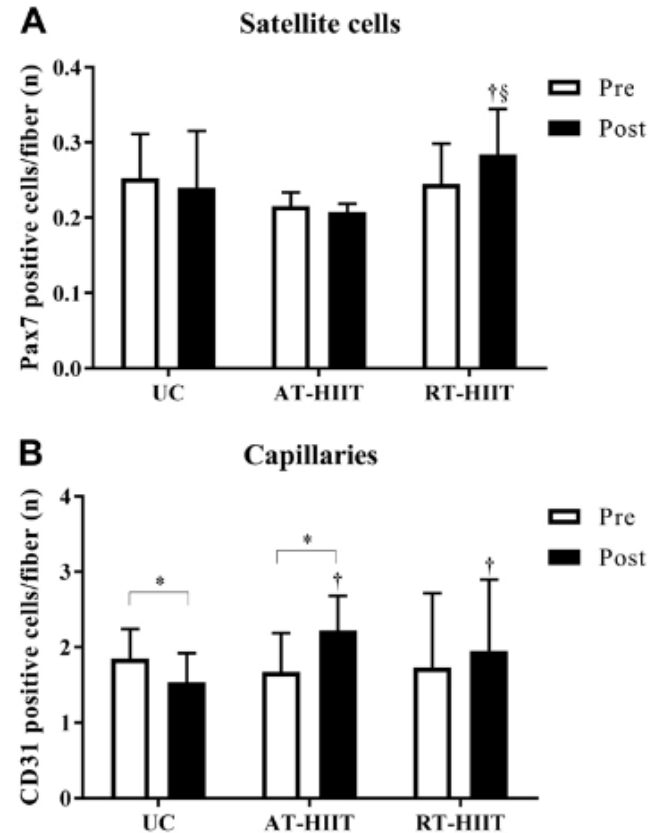 A
Satellite cells
Pax7 positive cells/fiber (n)
0.4
0.3
0.2
0.1
0.0
†§
Pre
Post
UC AT-HIIT RT-HIIT
B
Capillaries
CD31 positive cells/fiber (n)
4
3
2
1
0
*
*
†
†
Pre
Post
UC AT-HIIT RT-HIIT